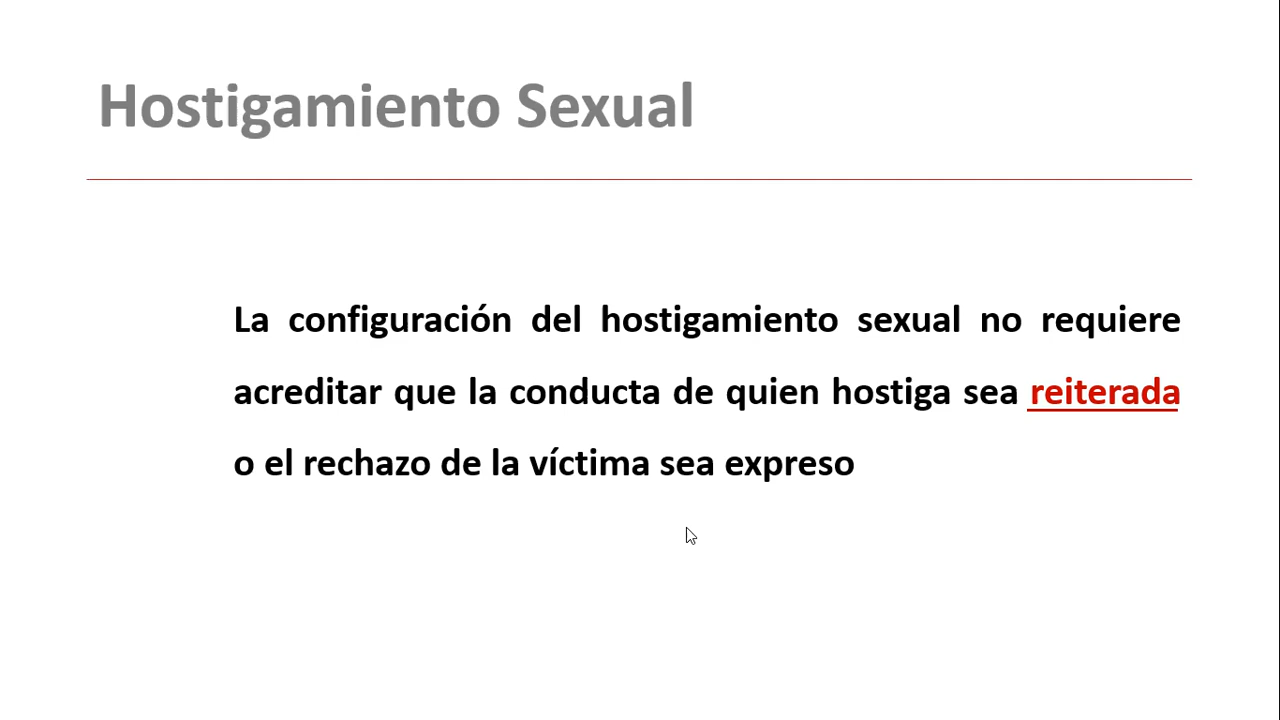 Hostigamiento Sexual
La configuración del hostigamiento sexual no requiere
acreditar que la conducta de quien hostiga sea reiterada
o el rechazo de la víctima sea expreso